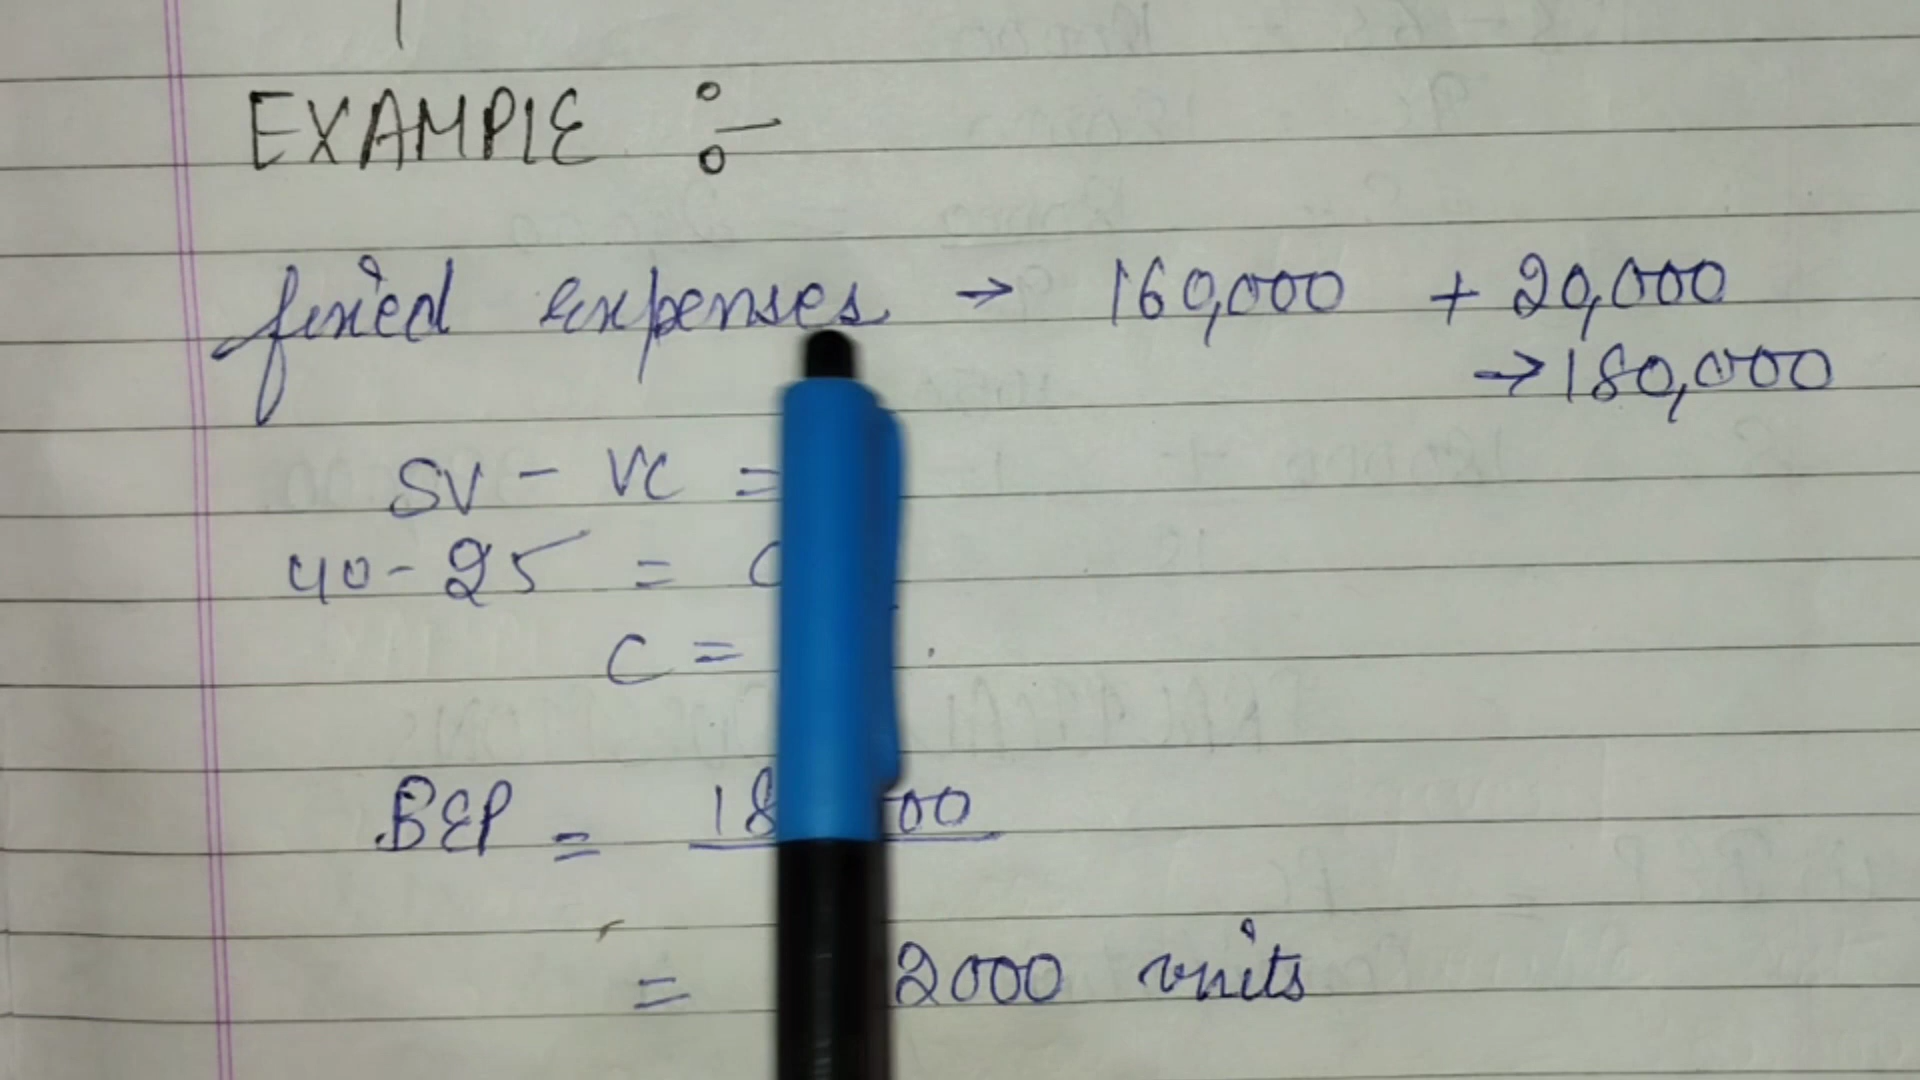 EXAMPLE :-
fixed expenses → 160,000 + 20,000
→ 180,000
SV - VC =
40 - 25 = C
C =
BEP = 18 00
= 2000 units